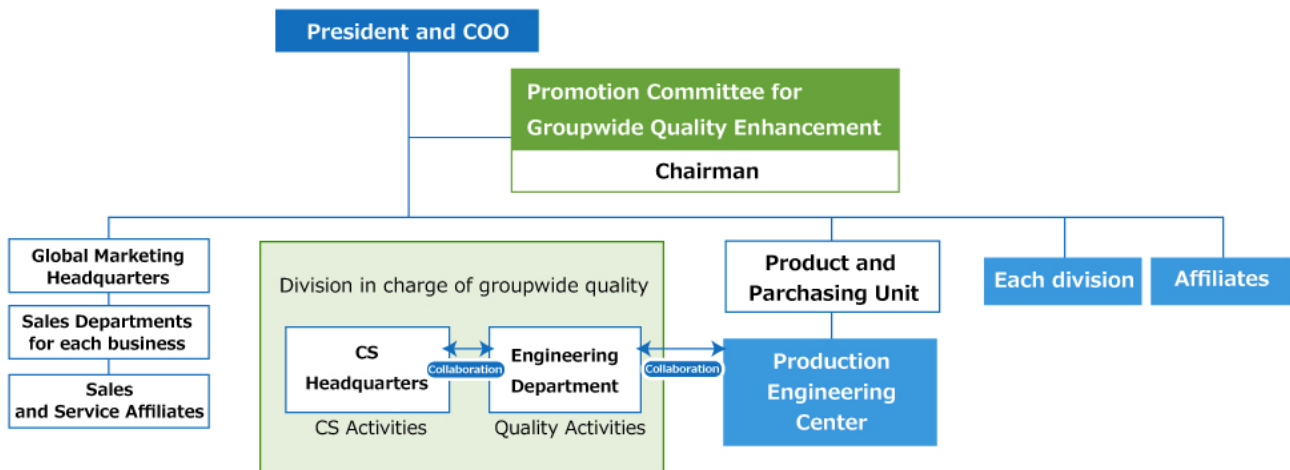 President and COO
Promotion Committee for
Groupwide Quality Enhancement
Chairman
Global Marketing
Headquarters
Sales Departments
for each business
Sales
and Service Affiliates
Division in charge of groupwide quality
CS
Headquarters
Collaboration
Engineering
Department
Collaboration
CS Activities
Quality Activities
Product and
Parchasing Unit
Production
Engineering
Center
Each division
Affiliates